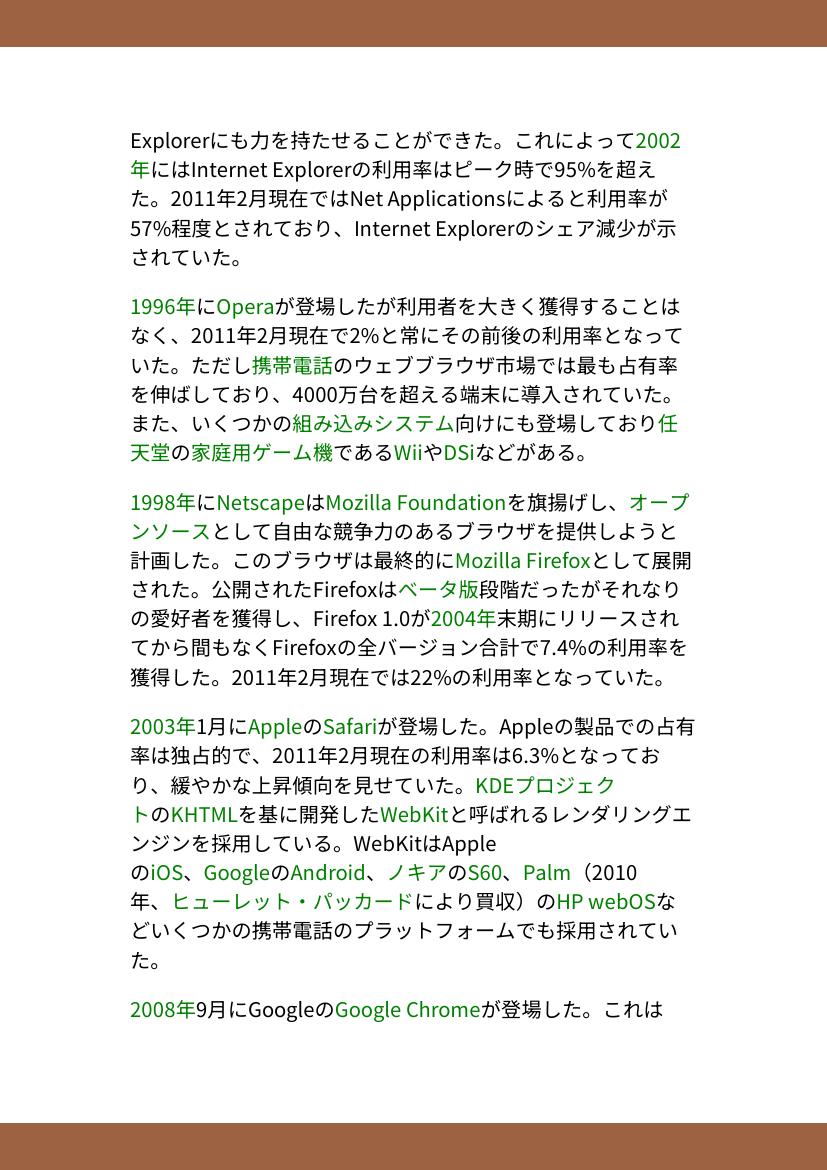 Explorerにも力を持たせることができた。これによって2002
年にはInternet Explorerの利用率はピーク時で95%を超え
た。2011年2月現在ではNet Applicationsによると利用率が
57%程度とされており、Internet Explorerのシェア減少が示
されていた。
1996年にOperaが登場したが利用者を大きく獲得することは
なく、2011年2月現在で2%と常にその前後の利用率となって
いた。ただし携帯電話のウェブブラウザ市場では最も占有率
を伸ばしており、4000万台を超える端末に導入されていた。
また、いくつかの組み込みシステム向けにも登場しており任
天堂の家庭用ゲーム機であるWiiやDSiなどがある。
1998年にNetscapeはMozilla Foundationを旗揚げし、オープ
ンソースとして自由な競争力のあるブラウザを提供しようと
計画した。このブラウザは最終的にMozilla Firefoxとして展開
された。公開されたFirefoxはベータ版段階だったがそれなり
の愛好者を獲得し、Firefox 1.0が2004年末期にリリースされ
てから間もなくFirefoxの全バージョン合計で7.4%の利用率を
獲得した。2011年2月現在では22%の利用率となっていた。
2003年1月にAppleのSafariが登場した。Appleの製品での占有
率は独占的で、2011年2月現在の利用率は6.3%となってお
り、緩やかな上昇傾向を見せていた。KDEプロジェク
トのKHTMLを基に開発したWebKitと呼ばれるレンダリングエ
ンジンを採用している。WebKitはApple
のiOS、GoogleのAndroid、ノキアのS60、Palm（2010
年、ヒューレット・パッカードにより買収）のHP webOSな
どいくつかの携帯電話のプラットフォームでも採用されてい
た。
2008年9月にGoogleのGoogle Chromeが登場した。これは